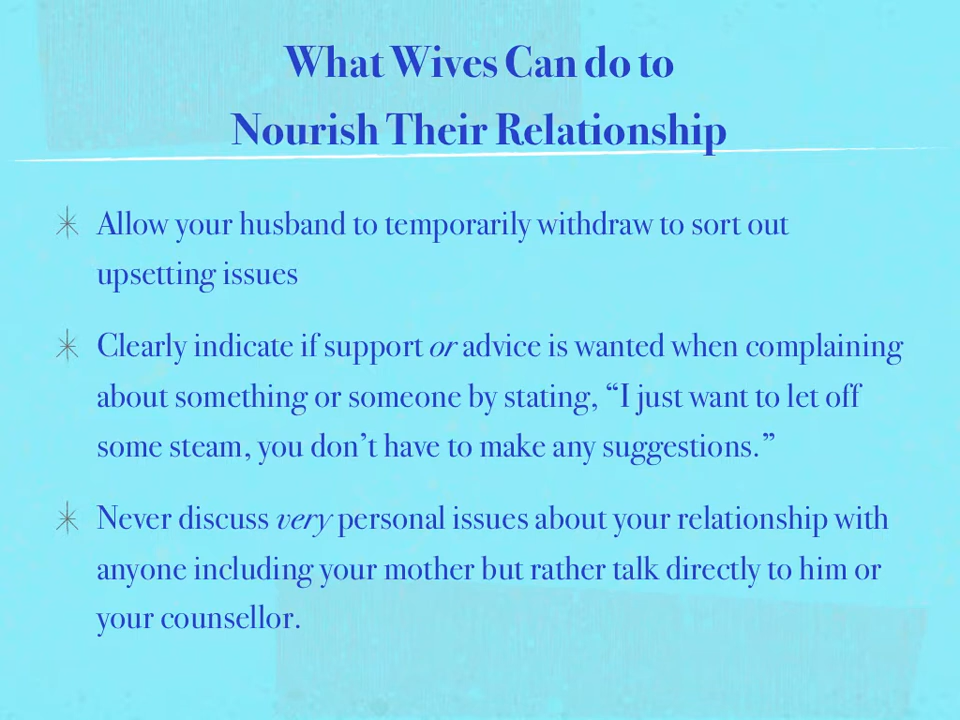 What Wives Can do to
Nourish Their Relationship
Allow your husband to temporarily withdraw to sort out
upsetting issues
Clearly indicate if support or advice is wanted when complaining
about something or someone by stating, “I just want to let off
some steam, you don’t have to make any suggestions.”
Never discuss very personal issues about your relationship with
anyone including your mother but rather talk directly to him or
your counsellor.